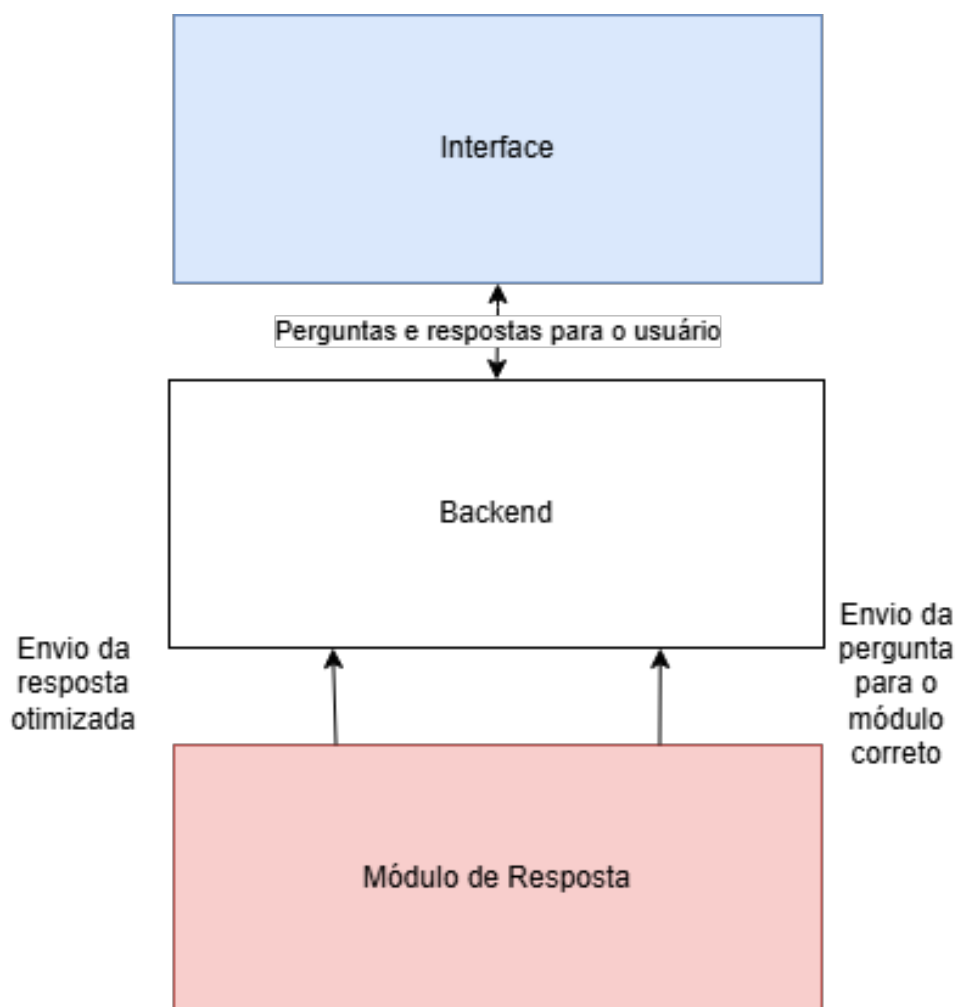 Interface
Perguntas e respostas para o usuário
Backend
Envio da
resposta
otimizada
Envio da
pergunta
para o
módulo
correto
Módulo de Resposta